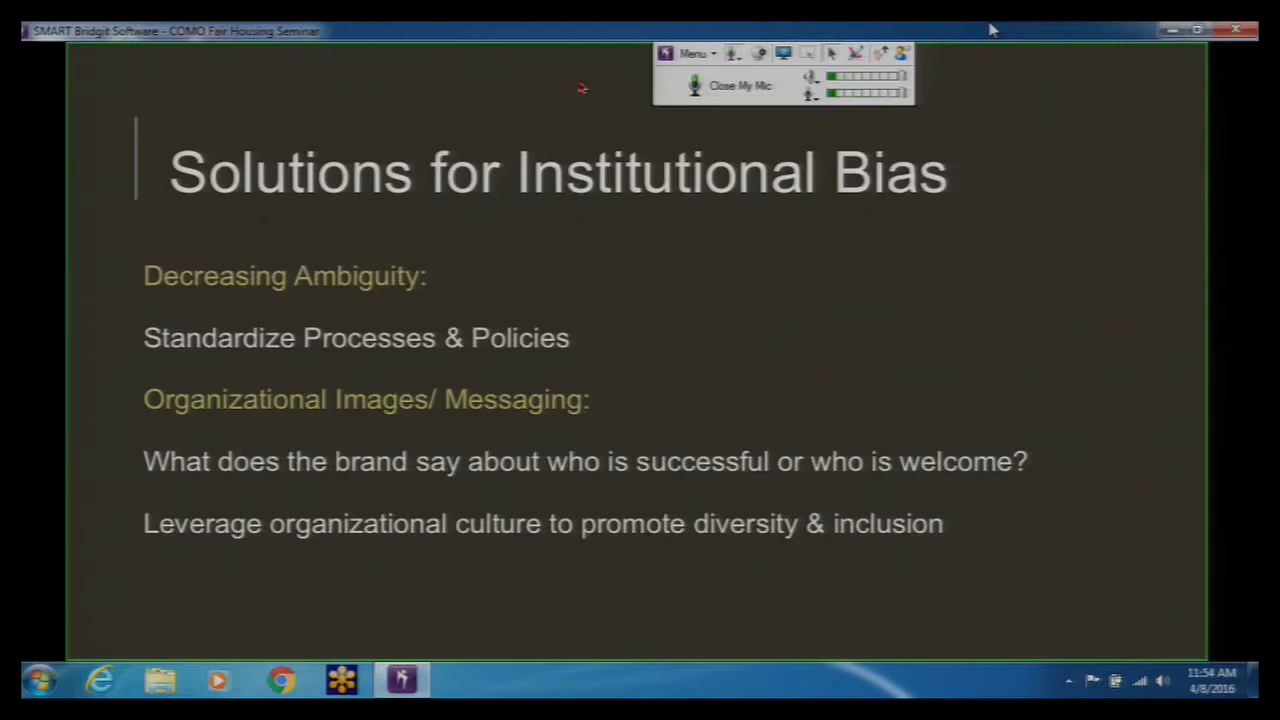 SMART Bridgit Software - COMO Fair Housing Seminar
Menu
Close My Mic
Solutions for Institutional Bias
Decreasing Ambiguity:
Standardize Processes & Policies
Organizational Images/ Messaging:
What does the brand say about who is successful or who is welcome?
Leverage organizational culture to promote diversity & inclusion
11:54 AM
4/8/2016